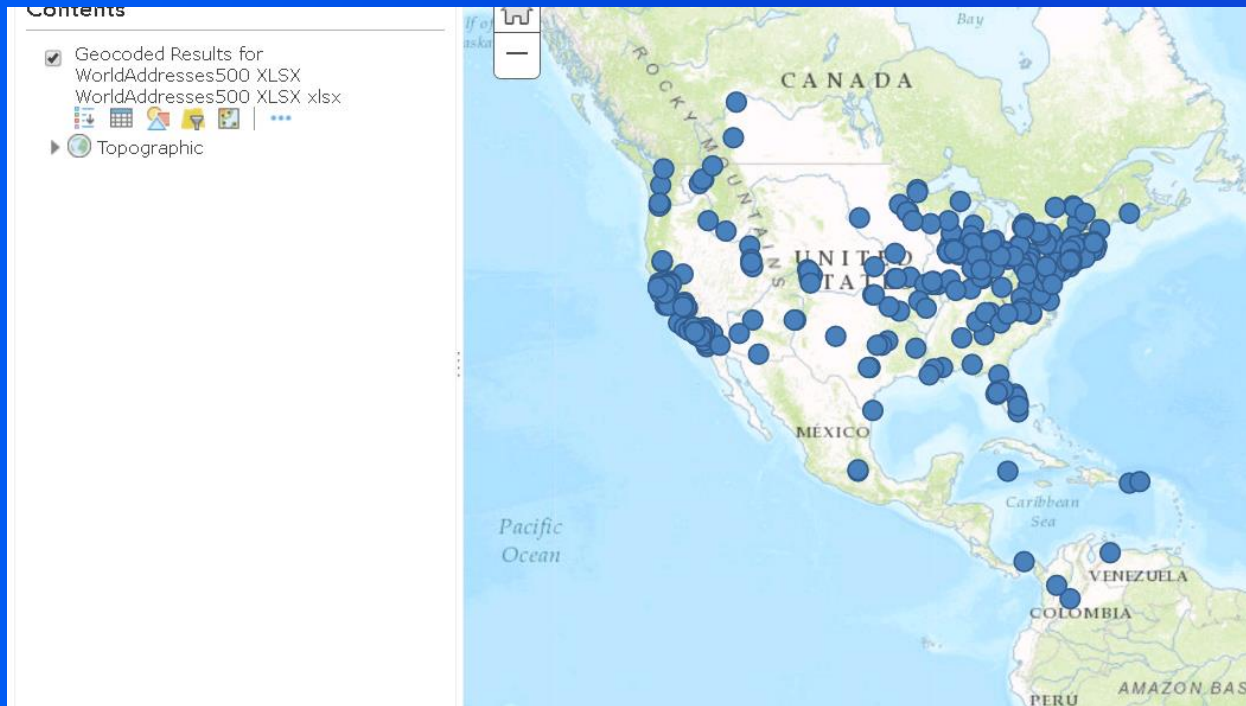 Contents
Geocoded Results for
WorldAddresses500 XLSX
WorldAddresses500 XLSX xlsx
Topographic
Bay
CANADA
ROCKY MOUNTAINS
UNITED
STATES
MÉXICO
Caribbean
Sea
Pacific
Ocean
VENEZUELA
COLOMBIA
AMAZON BAS
PERÚ